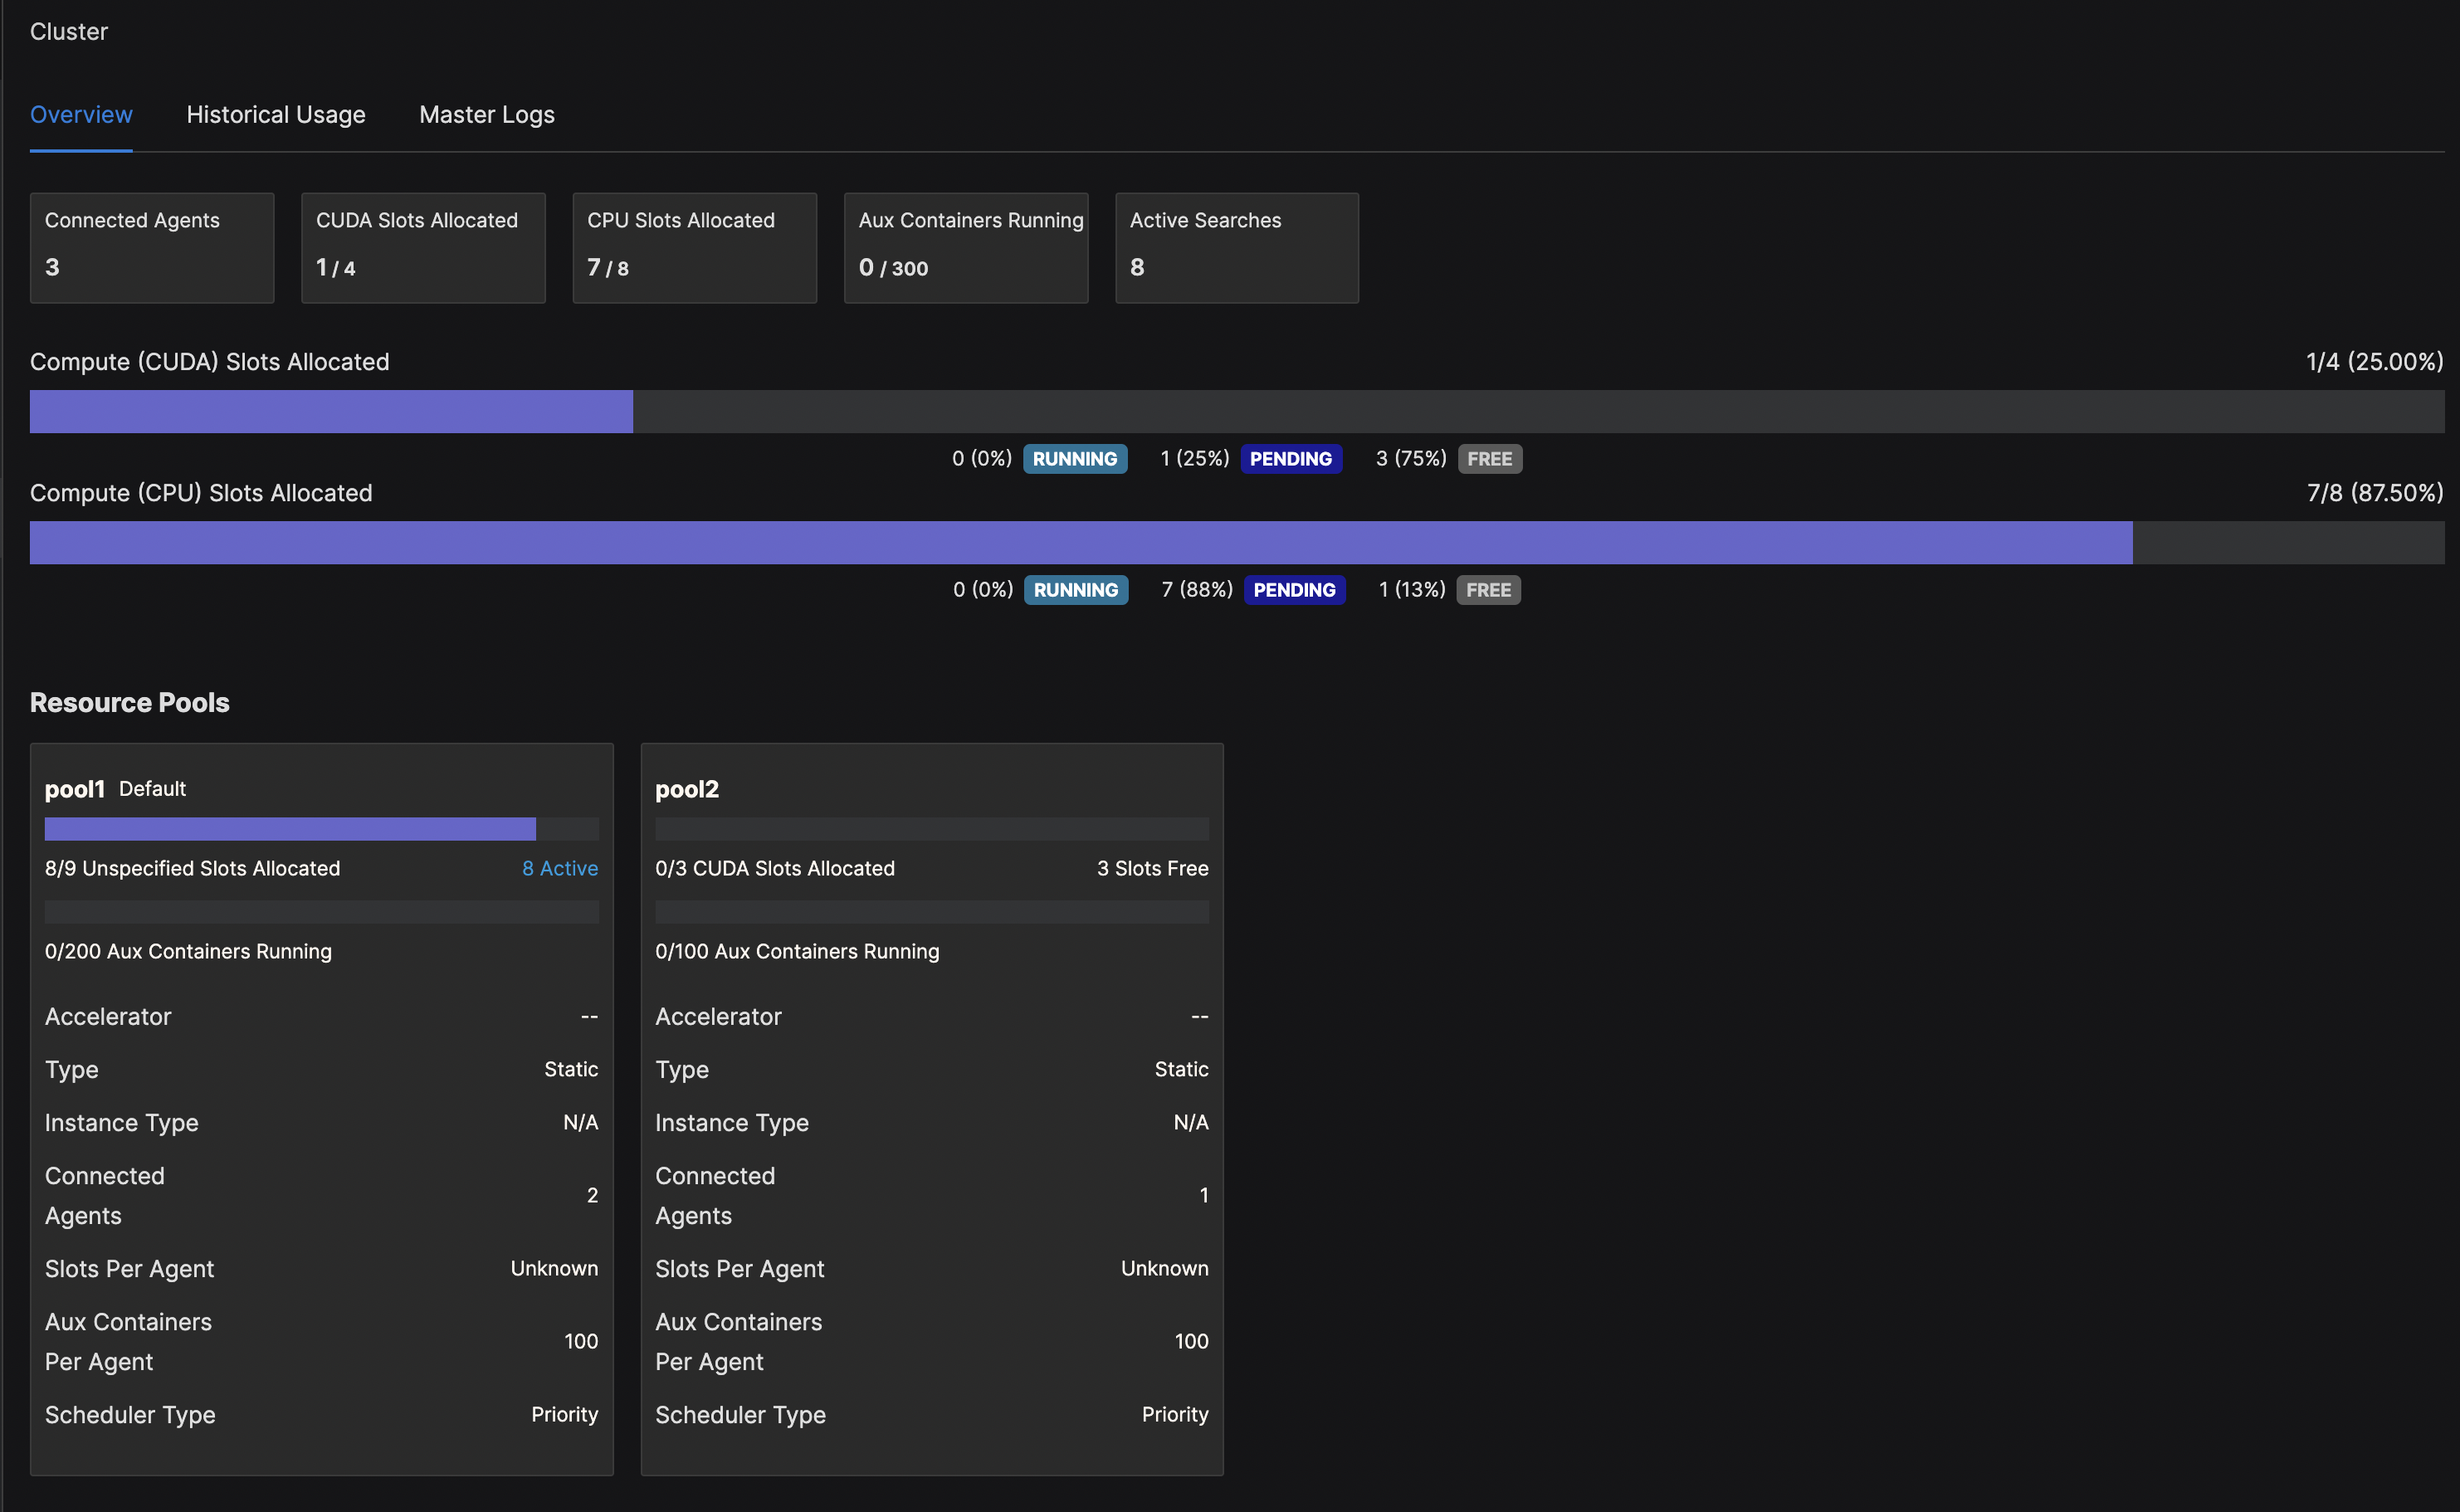 Cluster
Overview Historical Usage Master Logs
Connected Agents
3
CUDA Slots Allocated
1 / 4
CPU Slots Allocated
7 / 8
Aux Containers Running
0 / 300
Active Searches
8
Compute (CUDA) Slots Allocated 1/4 (25.00%)
0 (0%) RUNNING 1 (25%) PENDING 3 (75%) FREE
Compute (CPU) Slots Allocated 7/8 (87.50%)
0 (0%) RUNNING 7 (88%) PENDING 1 (13%) FREE
Resource Pools
pool1 Default
8/9 Unspecified Slots Allocated 8 Active
0/200 Aux Containers Running
Accelerator --
Type Static
Instance Type N/A
Connected
Agents
2
Slots Per Agent Unknown
Aux Containers
Per Agent
100
Scheduler Type Priority
pool2
0/3 CUDA Slots Allocated 3 Slots Free
0/100 Aux Containers Running
Accelerator --
Type Static
Instance Type N/A
Connected
Agents
1
Slots Per Agent Unknown
Aux Containers
Per Agent
100
Scheduler Type Priority